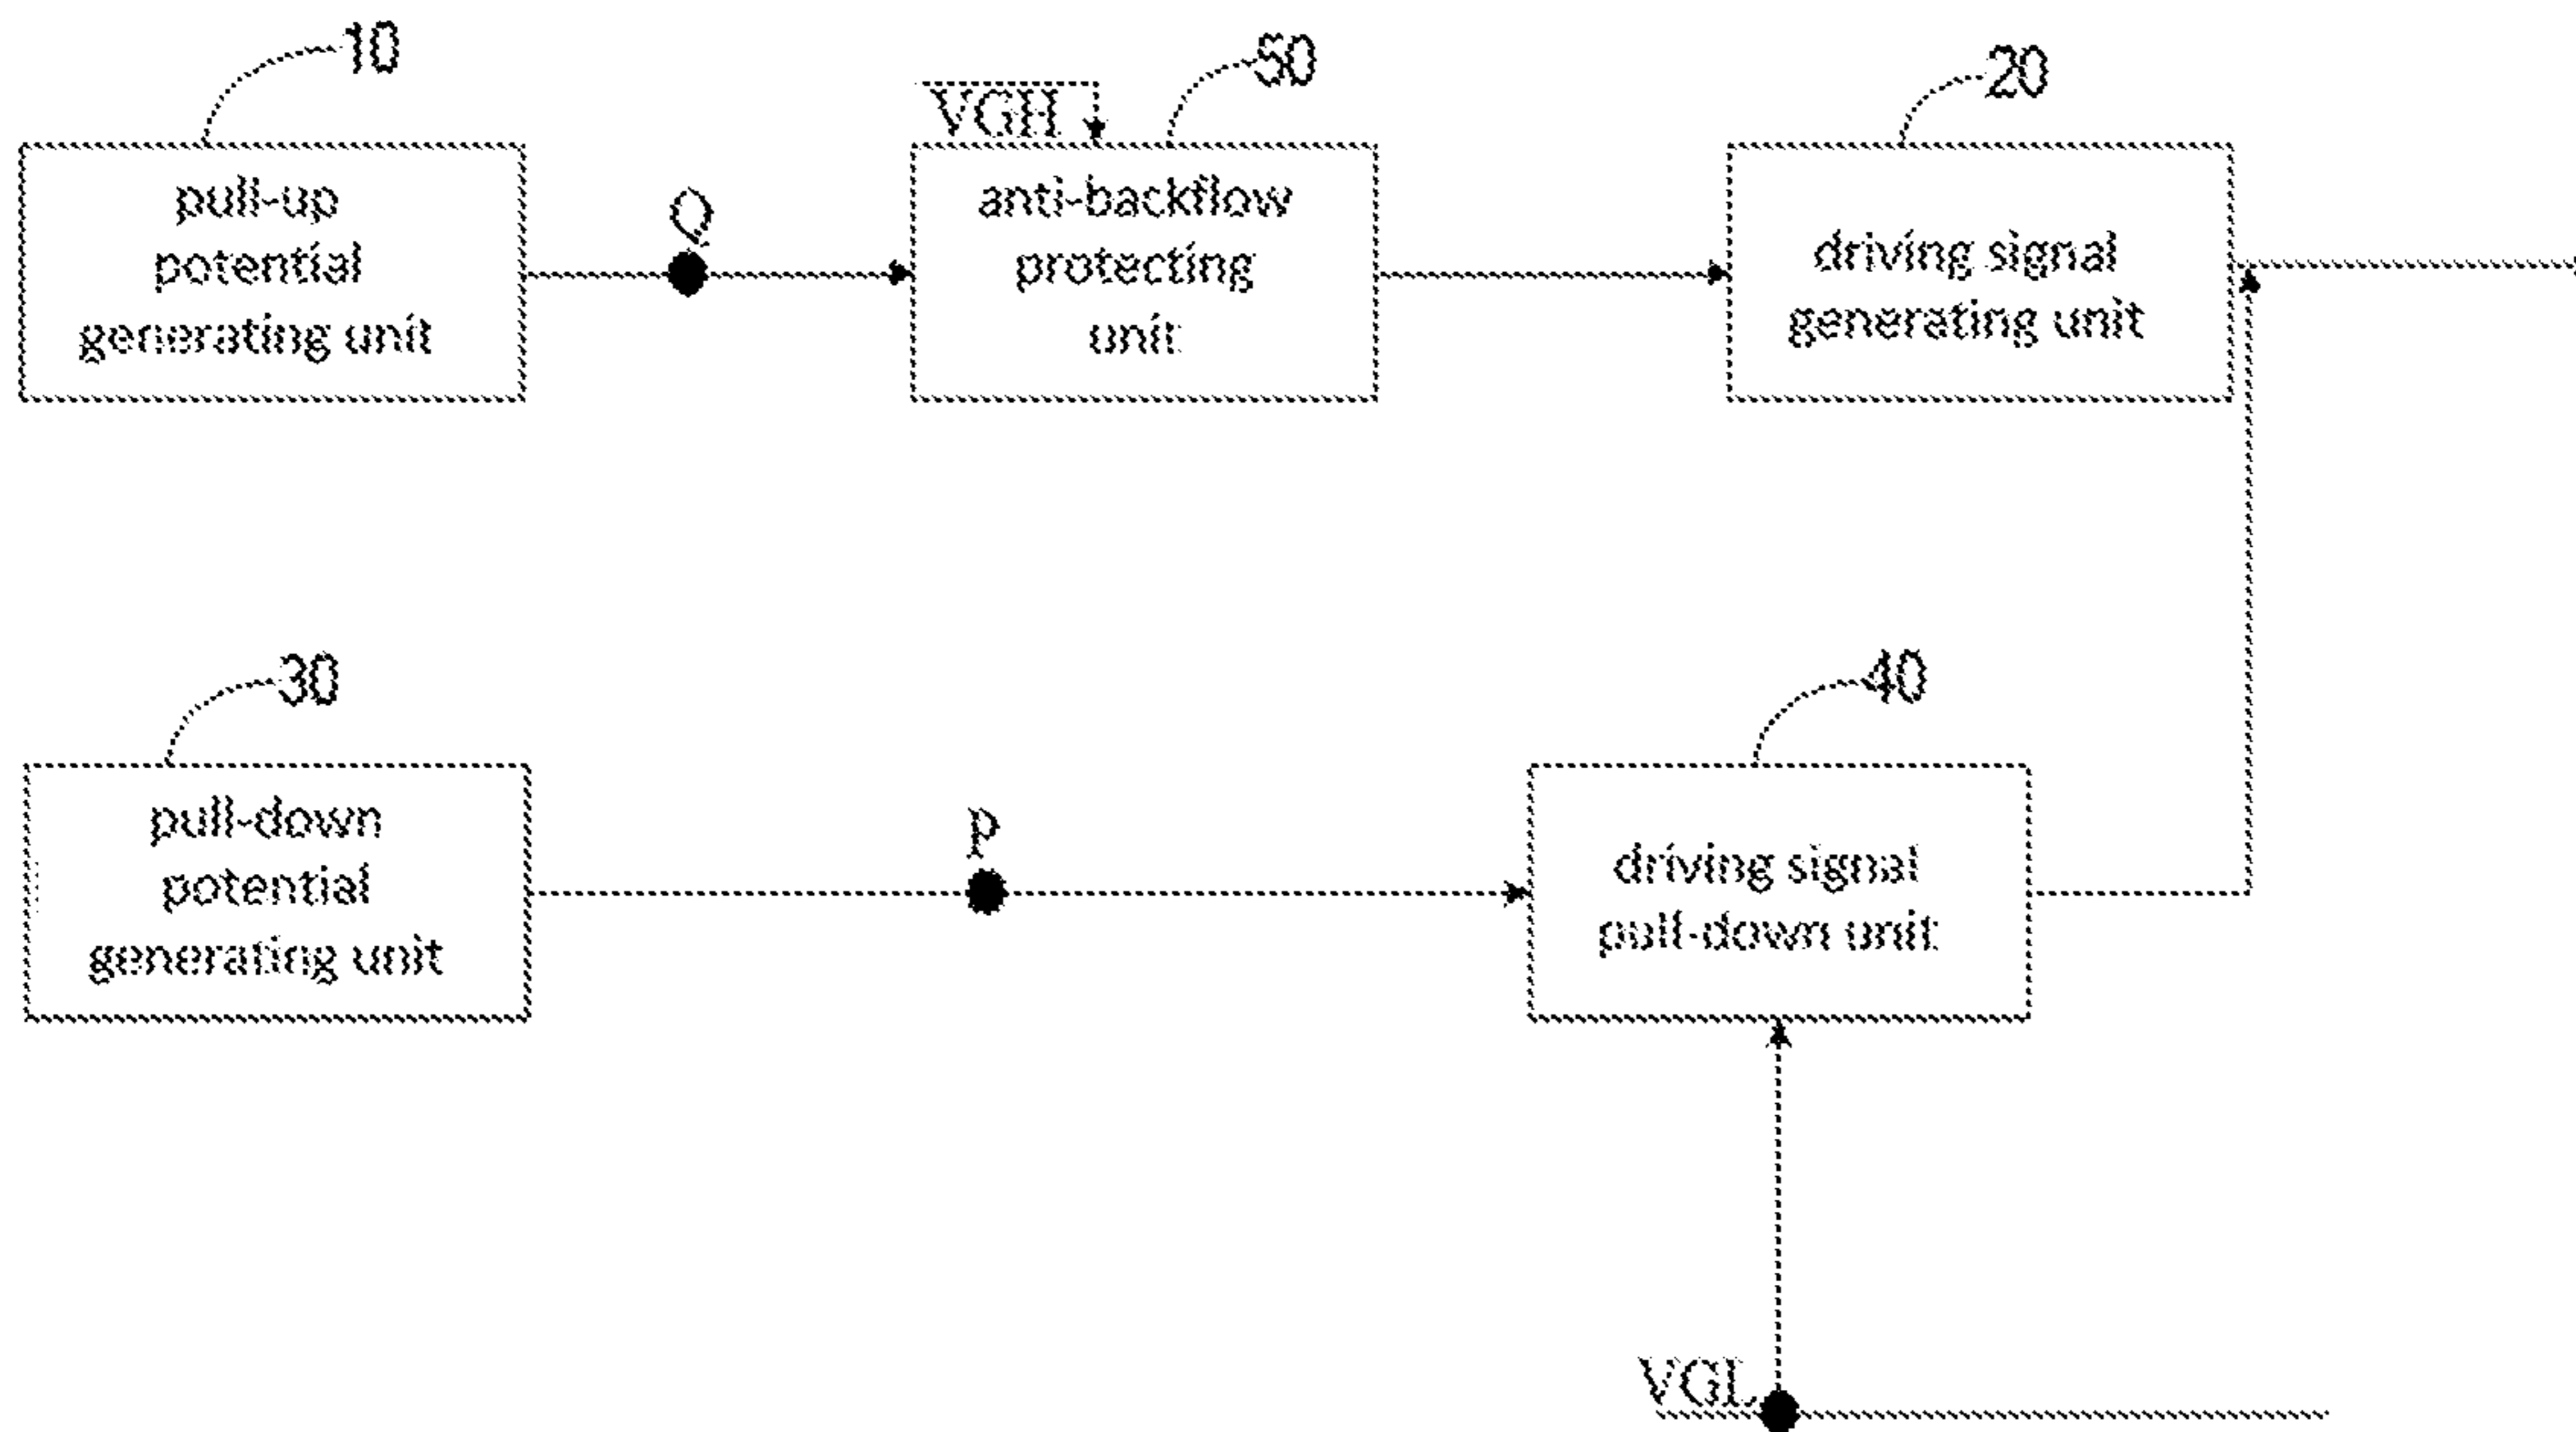 10
50
20
VGH
pull-up
potential
generating unit
Q
anti-backflow
protecting
unit
driving signal
generating unit
30
40
pull-down
potential
generating unit
P
driving signal
pull-down unit
VGL